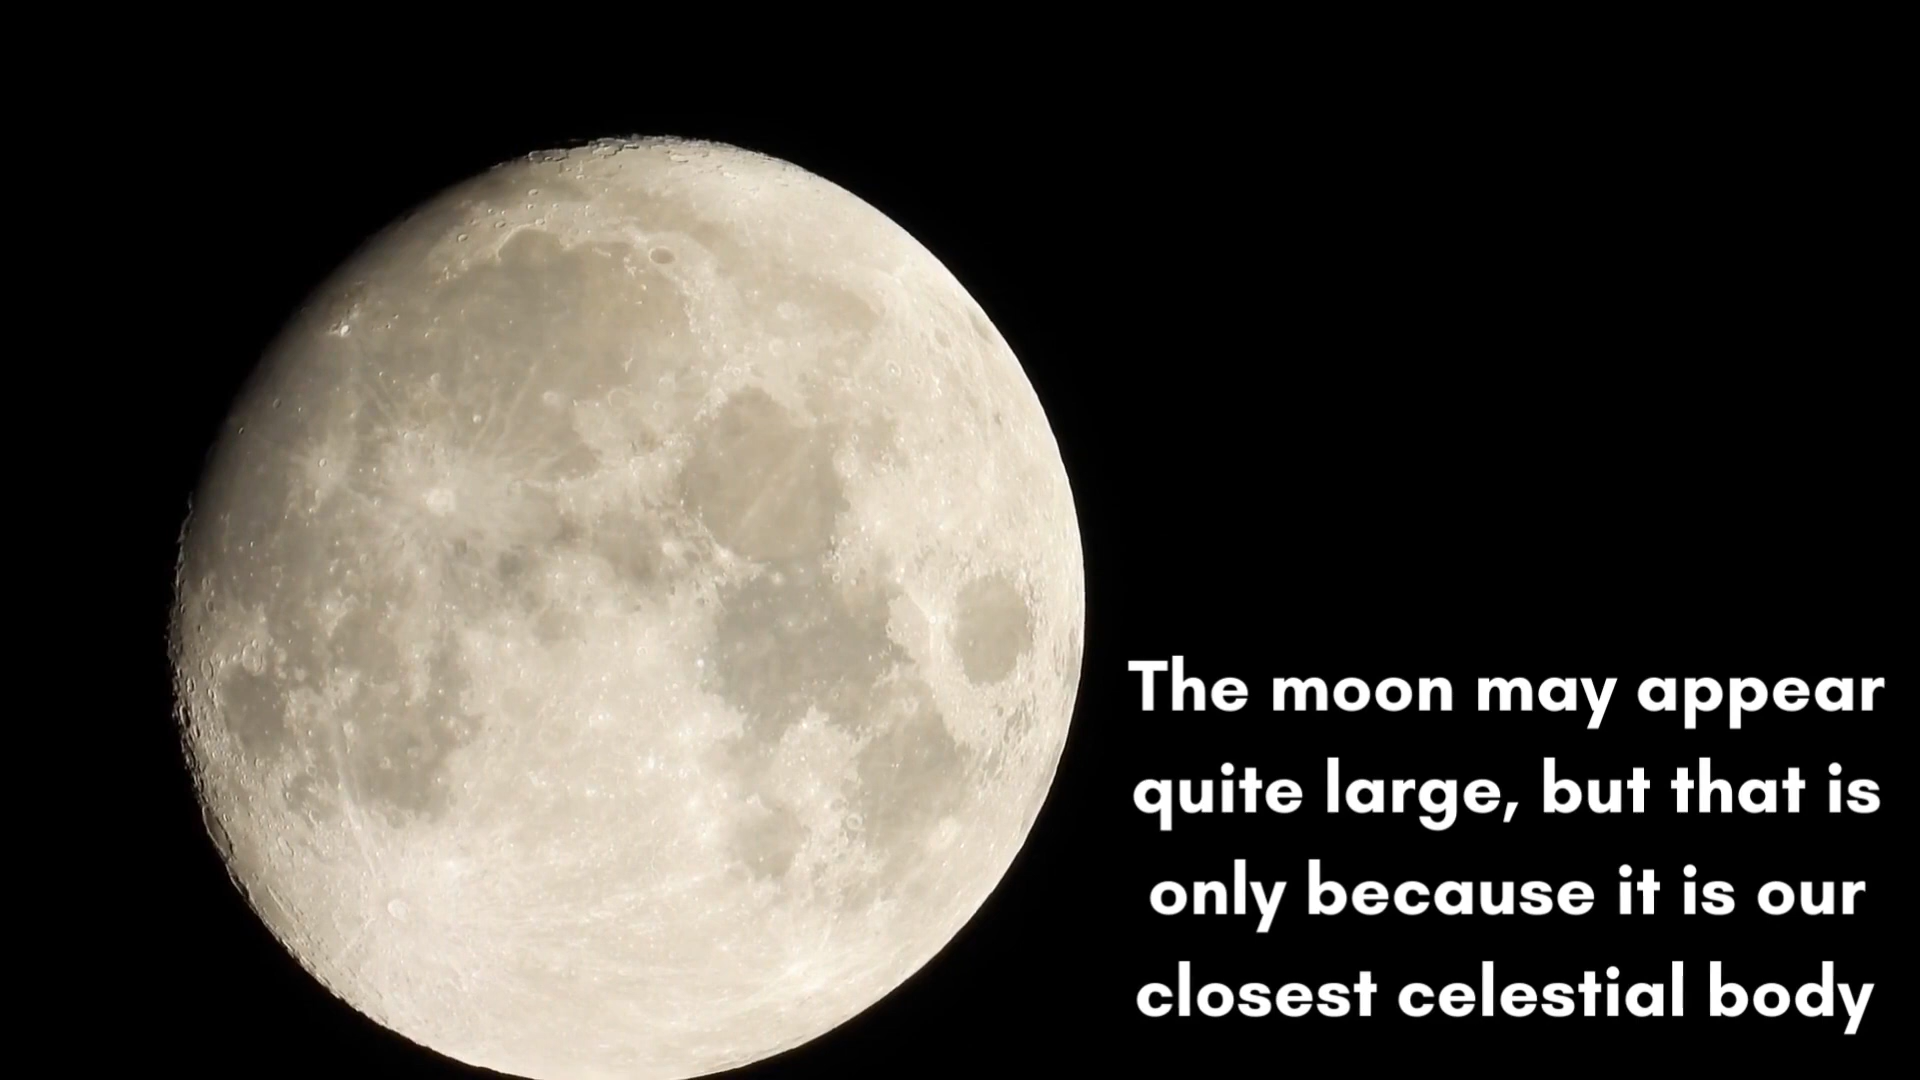 The moon may appear
quite large, but that is
only because it is our
closest celestial body